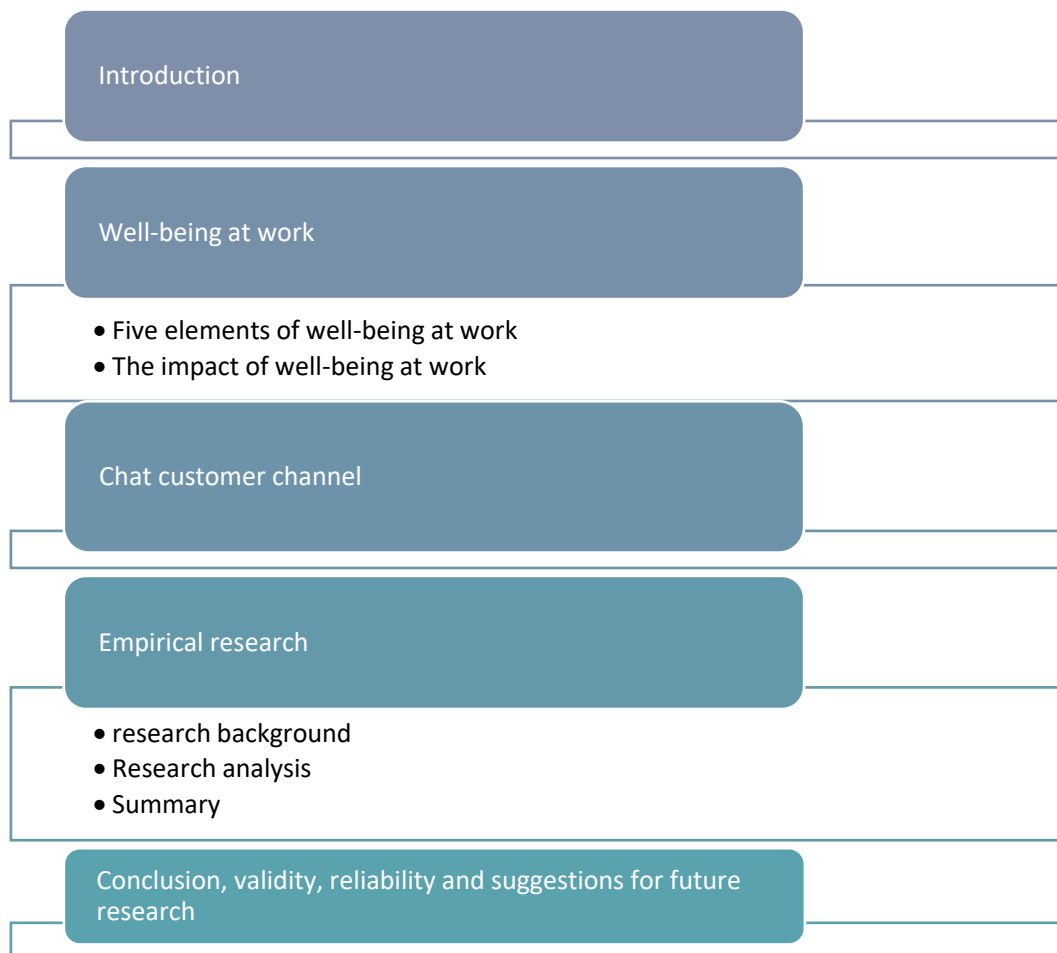 Introduction
Well-being at work
• Five elements of well-being at work
• The impact of well-being at work
Chat customer channel
Empirical research
• research background
• Research analysis
• Summary
Conclusion, validity, reliability and suggestions for future
research